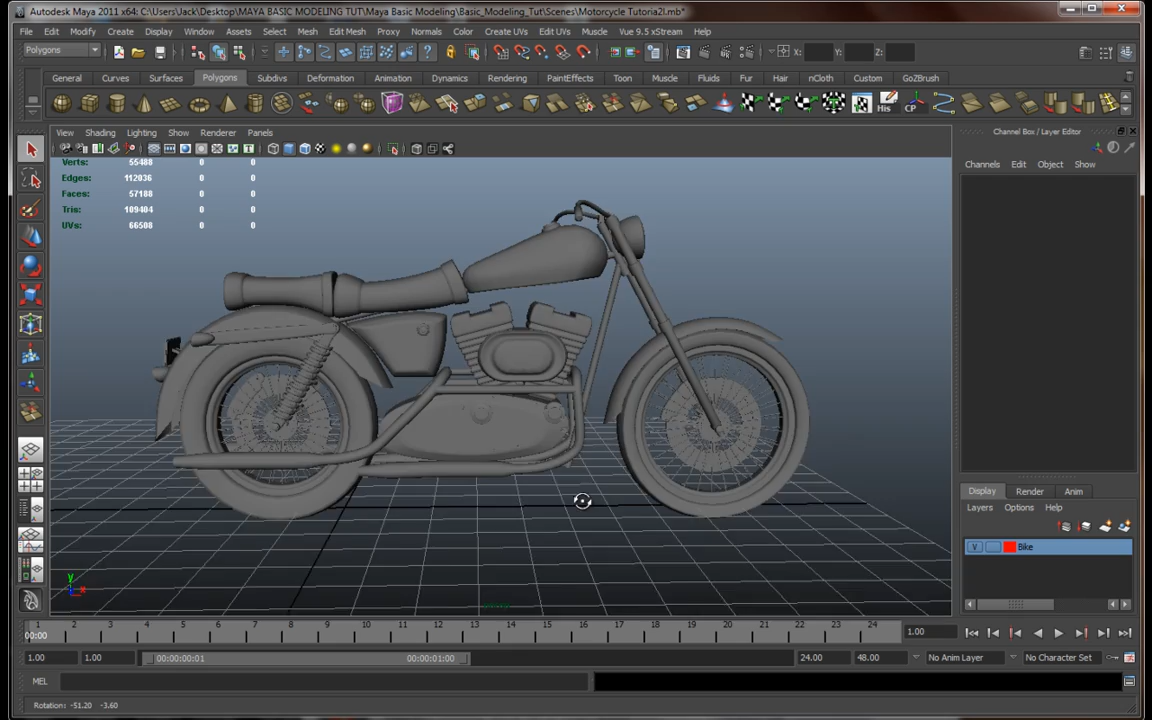 Autodesk Maya 2011 x64: C:\Users\Jack\Desktop\MAYA BASIC MODELING TUT\Maya Basic Modeling\Basic_Modeling_Tut\Scenes\Motorcycle Tutorial2l.mb*
File Edit Modify Create Display Window Assets Select Mesh Edit Mesh Proxy Normals Color Create UVs Edit UVs Muscle Vue 9.5 xStream Help
Polygons X: Y: Z:
General Curves Surfaces Polygons Subdivs Deformation Animation Dynamics Rendering PaintEffects Toon Muscle Fluids Fur Hair nCloth Custom GoZBrush
His CP
View Shading Lighting Show Renderer Panels
Channel Box / Layer Editor
Channels Edit Object Show
Verts: 55488 0 0
Edges: 112036 0 0
Faces: 57188 0 0
Tris: 109404 0 0
UVs: 66508 0 0
Display Render Anim
Layers Options Help
V Bike
y x
persp
1 2 3 4 5 6 7 8 9 10 11 12 13 14 15 16 17 18 19 20 21 22 23 24
00:00 1.00
1.00 1.00 00:00:00:01 00:00:01:00 24.00 48.00 No Anim Layer No Character Set
MEL
Rotation: -51.20 -3.60